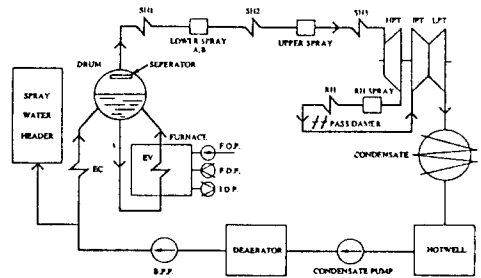 SH1
SH2
SH3
HPT
IPT
LPT
LOWER SPRAY
A,B
UPPER SPRAY
DRUM
SEPERATOR
RH
RH SPRAY
PASS DAMER
SPRAY
WATER
HEADER
FURNACE
EV
F.O.P.
F.D.P.
I.D.P.
EC
CONDENSATE
B.P.P.
DEAERATOR
CONDENSATE PUMP
HOTWELL